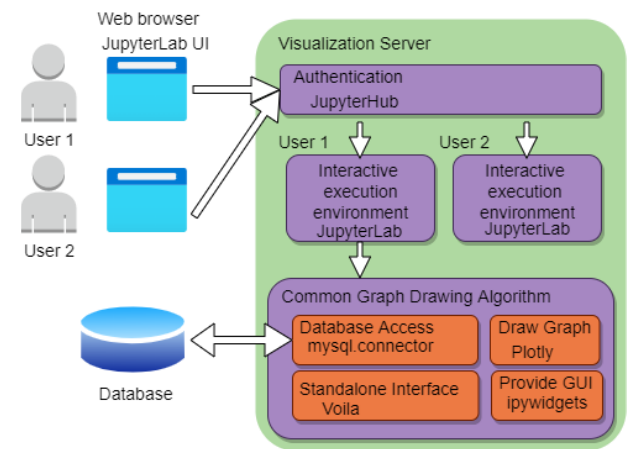 Web browser
JupyterLab UI
Visualization Server
Authentication
JupyterHub
User 1
User 1
User 2
Interactive
execution
environment
JupyterLab
Interactive
execution
environment
JupyterLab
User 2
Common Graph Drawing Algorithm
Database Access
mysql.connector
Draw Graph
Plotly
Standalone Interface
Voila
Provide GUI
ipywidgets
Database